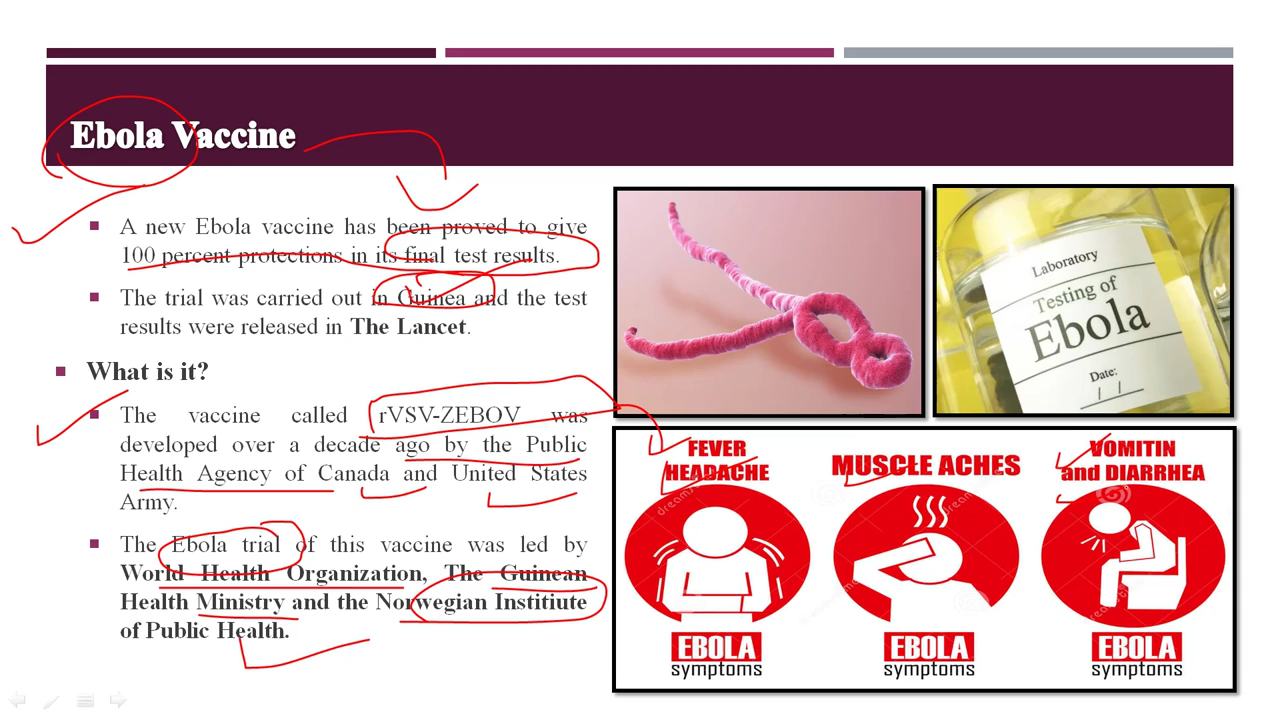 Ebola Vaccine
A new Ebola vaccine has been proved to give
100 percent protections in its final test results.
The trial was carried out in Guinea and the test
results were released in The Lancet.
What is it?
The vaccine called rVSV-ZEBOV was
developed over a decade ago by the Public
Health Agency of Canada and United States
Army.
The Ebola trial of this vaccine was led by
World Health Organization, The Guinean
Health Ministry and the Norwegian Institiute
of Public Health.
Laboratory
Testing of
Ebola
Date:
/ /
FEVER
HEADACHE
EBOLA
symptoms
MUSCLE ACHES
EBOLA
symptoms
VOMITIN
and DIARRHEA
EBOLA
symptoms